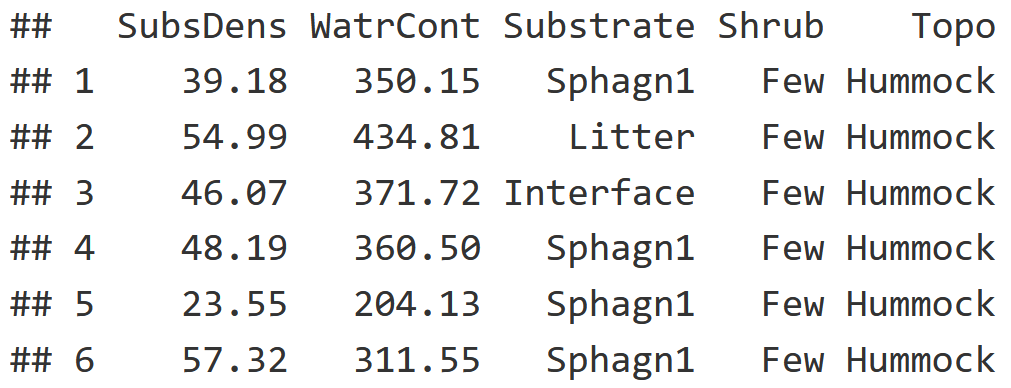 ##   SubsDens WatrCont Substrate Shrub    Topo
## 1    39.18   350.15   Sphagn1   Few Hummock
## 2    54.99   434.81    Litter   Few Hummock
## 3    46.07   371.72 Interface   Few Hummock
## 4    48.19   360.50   Sphagn1   Few Hummock
## 5    23.55   204.13   Sphagn1   Few Hummock
## 6    57.32   311.55   Sphagn1   Few Hummock